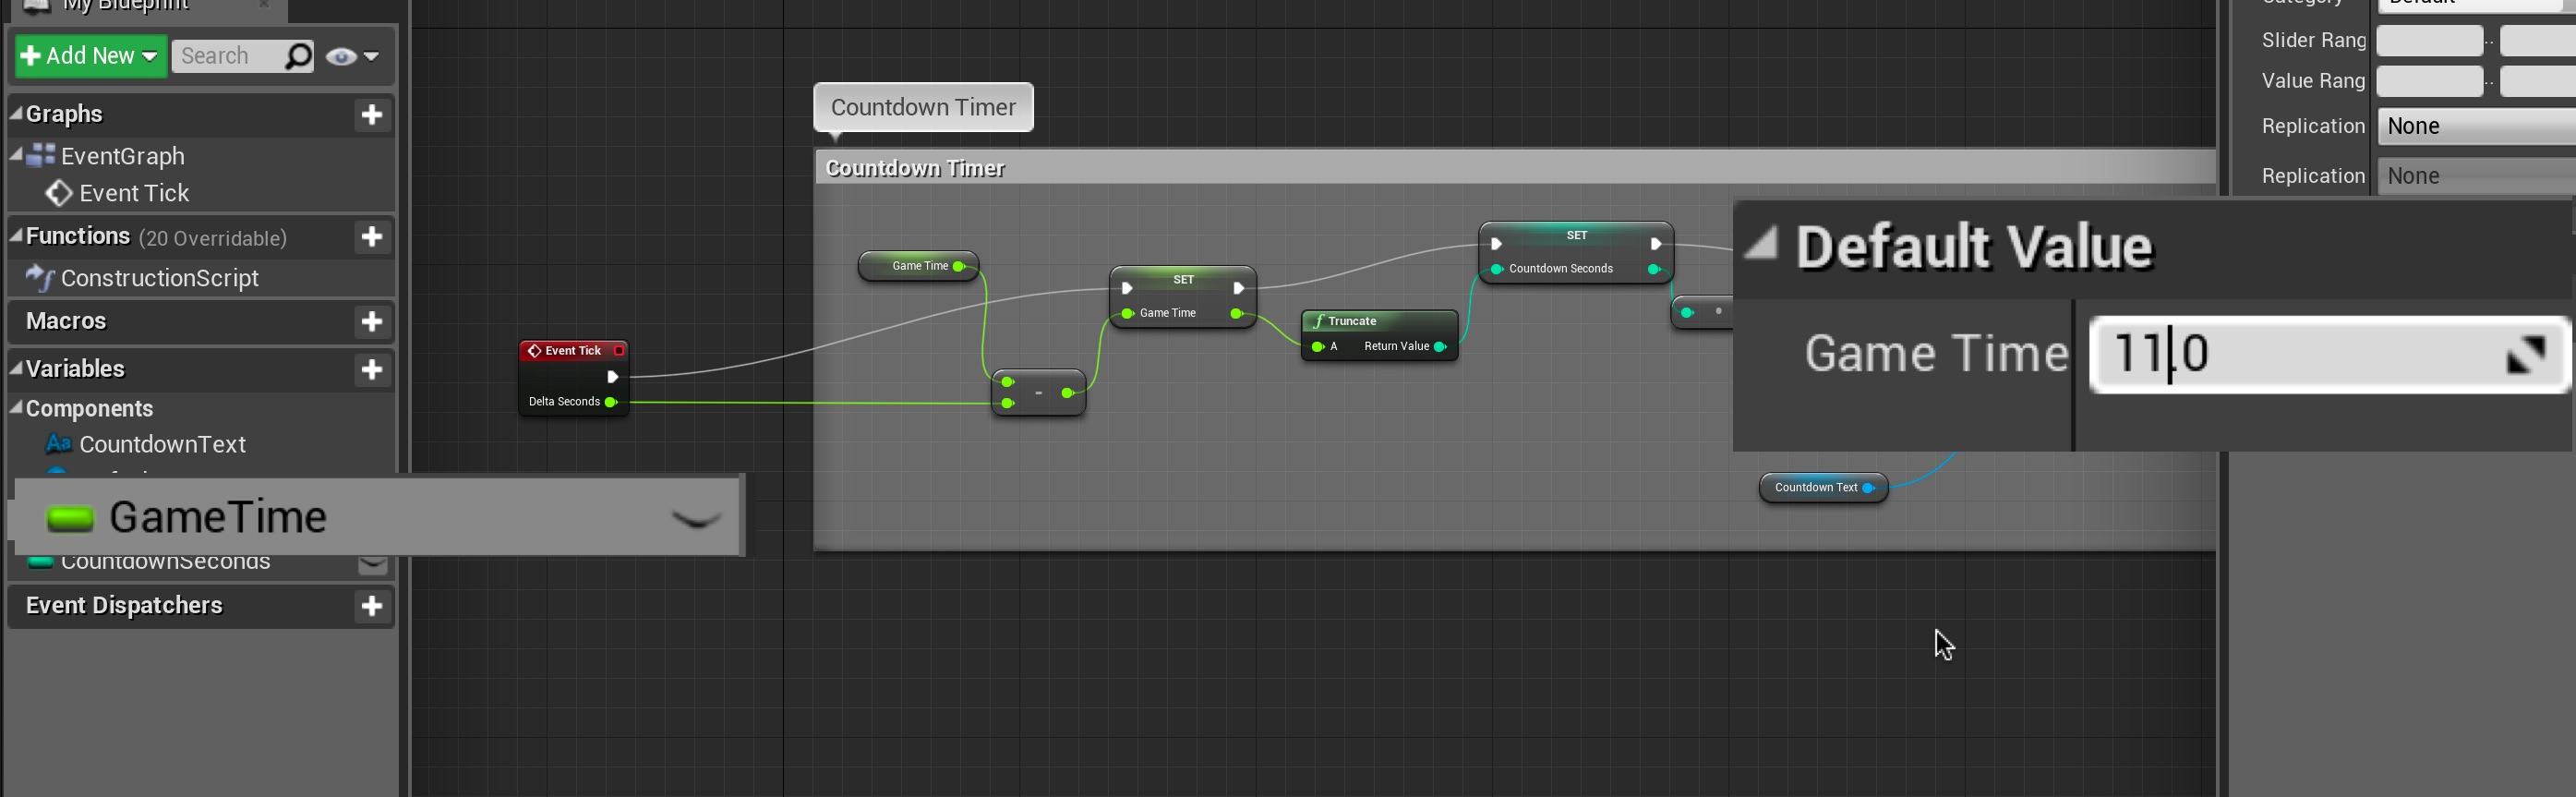 My Blueprint
Add New
Search
Graphs
EventGraph
Event Tick
Functions (20 Overridable)
ConstructionScript
Macros
Variables
Components
CountdownText
GameTime
CountdownSeconds
Event Dispatchers
Countdown Timer
Countdown Timer
Game Time
SET
Game Time
Event Tick
Delta Seconds
-
Truncate
A Return Value
SET
Countdown Seconds
Countdown Text
Category Default
Slider Rang
Value Rang
Replication None
Replication None
Default Value
Game Time 11.0